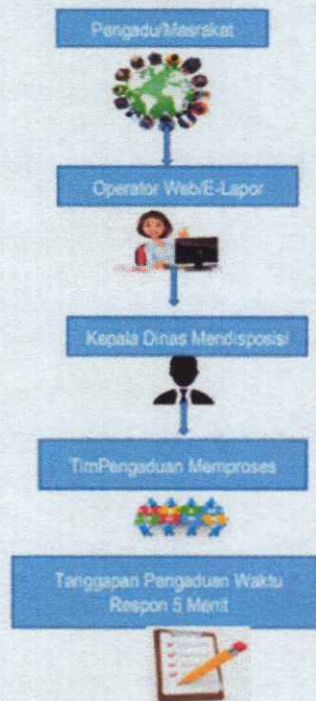 Pengadu/Masrakat
Operator Web/E-Lapor
Kepala Dinas Mendisposisi
TimPengaduan Memproses
Tanggapan Pengaduan Waktu
Respon 5 Menit